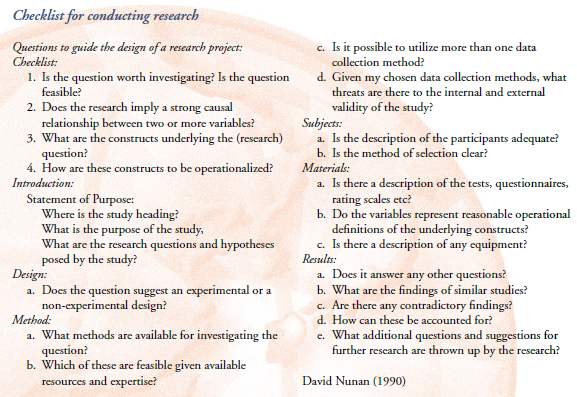 Checklist for conducting research
Questions to guide the design of a research project:
Checklist:
1. Is the question worth investigating? Is the question
feasible?
2. Does the research imply a strong causal
relationship between two or more variables?
3. What are the constructs underlying the (research)
question?
4. How are these constructs to be operationalized?
Introduction:
Statement of Purpose:
Where is the study heading?
What is the purpose of the study,
What are the research questions and hypotheses
posed by the study?
Design:
a. Does the question suggest an experimental or a
non-experimental design?
Method:
a. What methods are available for investigating the
question?
b. Which of these are feasible given available
resources and expertise?
c. Is it possible to utilize more than one data
collection method?
d. Given my chosen data collection methods, what
threats are there to the internal and external
validity of the study?
Subjects:
a. Is the description of the participants adequate?
b. Is the method of selection clear?
Materials:
a. Is there a description of the tests, questionnaires,
rating scales etc?
b. Do the variables represent reasonable operational
definitions of the underlying constructs?
c. Is there a description of any equipment?
Results:
a. Does it answer any other questions?
b. What are the findings of similar studies?
c. Are there any contradictory findings?
d. How can these be accounted for?
e. What additional questions and suggestions for
further research are thrown up by the research?
David Nunan (1990)